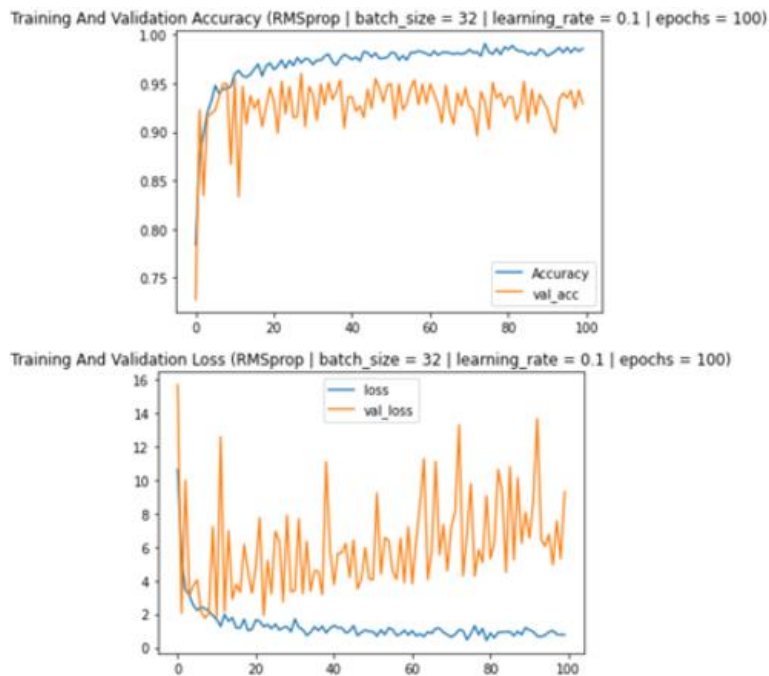 Training And Validation Accuracy (RMSprop | batch_size = 32 | learning_rate = 0.1 | epochs = 100)
1.00
0.95
0.90
0.85
0.80
0.75
Accuracy
val_acc
0 20 40 60 80 100
Training And Validation Loss (RMSprop | batch_size = 32 | learning_rate = 0.1 | epochs = 100)
16
14
12
10
8
6
4
2
0
loss
val_loss
0 20 40 60 80 100